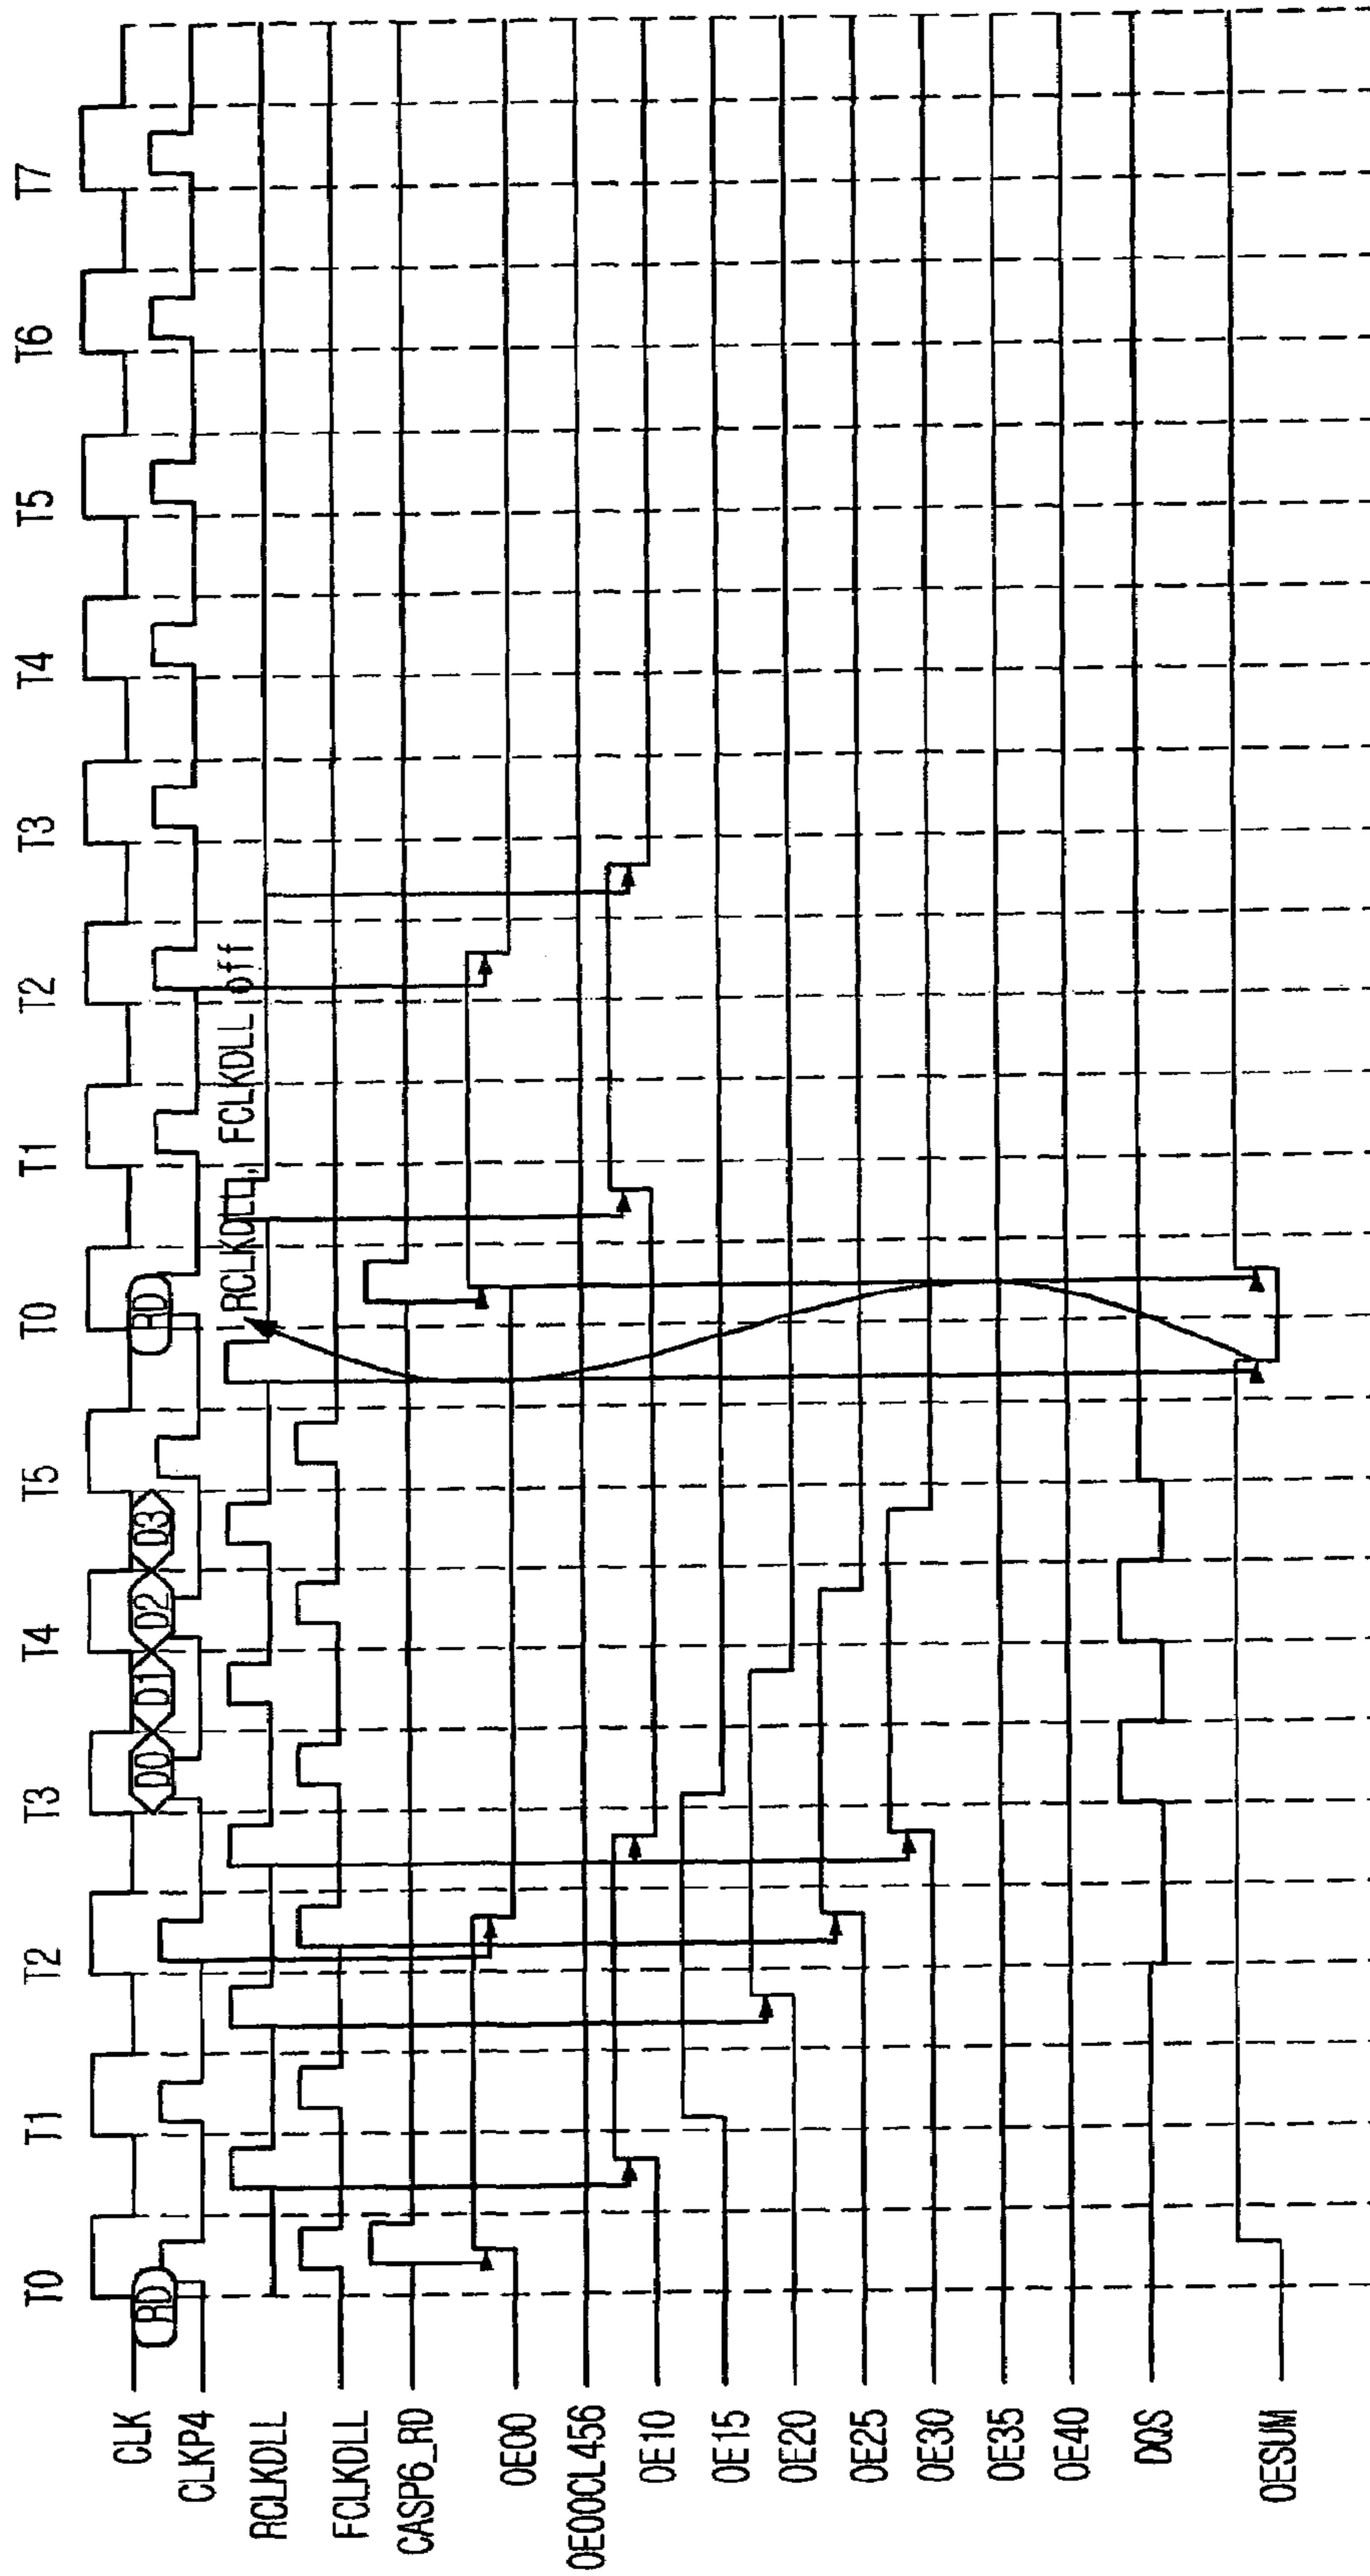 T0 T1 T2 T3 T4 T5 T0 T1 T2 T3 T4 T5 T6 T7
CLK
RD D0 D1 D2 D3 RD
CLKP4
RCLKDLL
RCLKDLL, FCLKDLL off
FCLKDLL
CASP6_RD
OE00
OE00CL456
OE10
OE15
OE20
OE25
OE30
OE35
OE40
DQS
OESUM